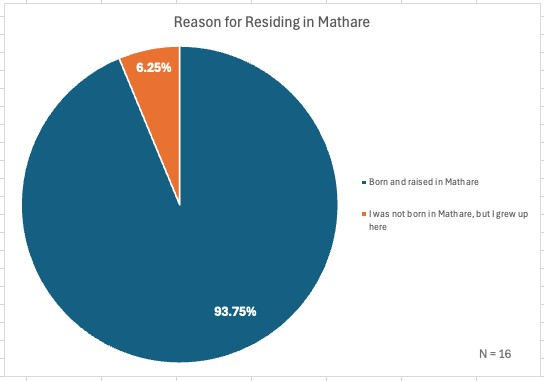 Reason for Residing in Mathare
6.25%
Born and raised in Mathare
I was not born in Mathare, but I grew up
here
93.75%
N = 16